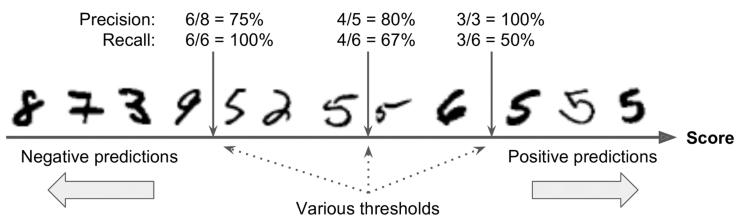 Precision: 6/8 = 75% 4/5 = 80% 3/3 = 100%
Recall: 6/6 = 100% 4/6 = 67% 3/6 = 50%
8 7 3 9 5 2 5 5 6 5 5 5
Score
Negative predictions Positive predictions
Various thresholds